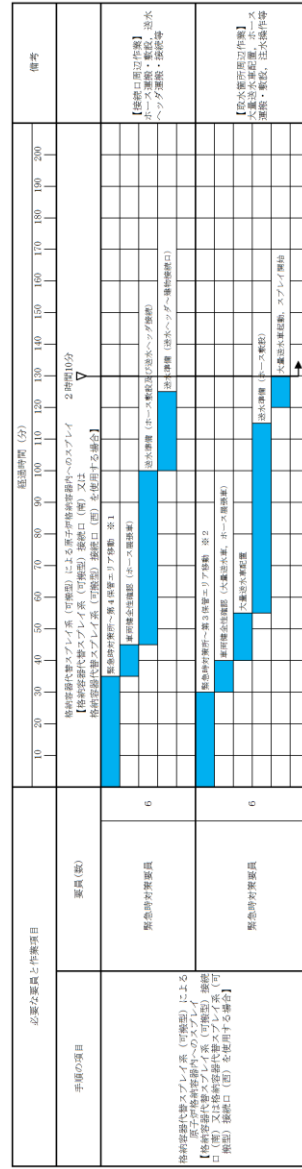 必要な要員と作業項目
経過時間（分）
備考
手順の項目
要員(数)
10
20
30
40
50
60
70
80
90
100
110
120
130
140
150
160
170
180
190
200
格納容器代替スプレイ系（可搬型）による原子炉格納容器内へのスプレイ
【格納容器代替スプレイ系（可搬型）接続口（南）又は
格納容器代替スプレイ系（可搬型）接続口（西）を使用する場合】
2時間10分
格納容器代替スプレイ系（可搬型）による
原子炉格納容器内へのスプレイ
【格納容器代替スプレイ系（可搬型）接続
口（南）又は格納容器代替スプレイ系（可
搬型）接続口（西）を使用する場合】
緊急時対策要員
6
緊急時対策所～第４保管エリア移動　※１
車両健全性確認（ホース展張車）
送水準備（ホース敷設及び送水ヘッダ接続）
送水準備（送水ヘッダ～建物接続口）
【接続口周辺作業】
ホース運搬・敷設，送水
ヘッダ運搬・接続等
緊急時対策要員
6
緊急時対策所～第３保管エリア移動　※２
車両健全性確認（大量送水車，ホース展張車）
大量送水車配置
送水準備（ホース敷設）
大量送水車起動，スプレイ開始
【取水箇所周辺作業】
大量送水車配置，ホース
運搬・敷設，注水操作等